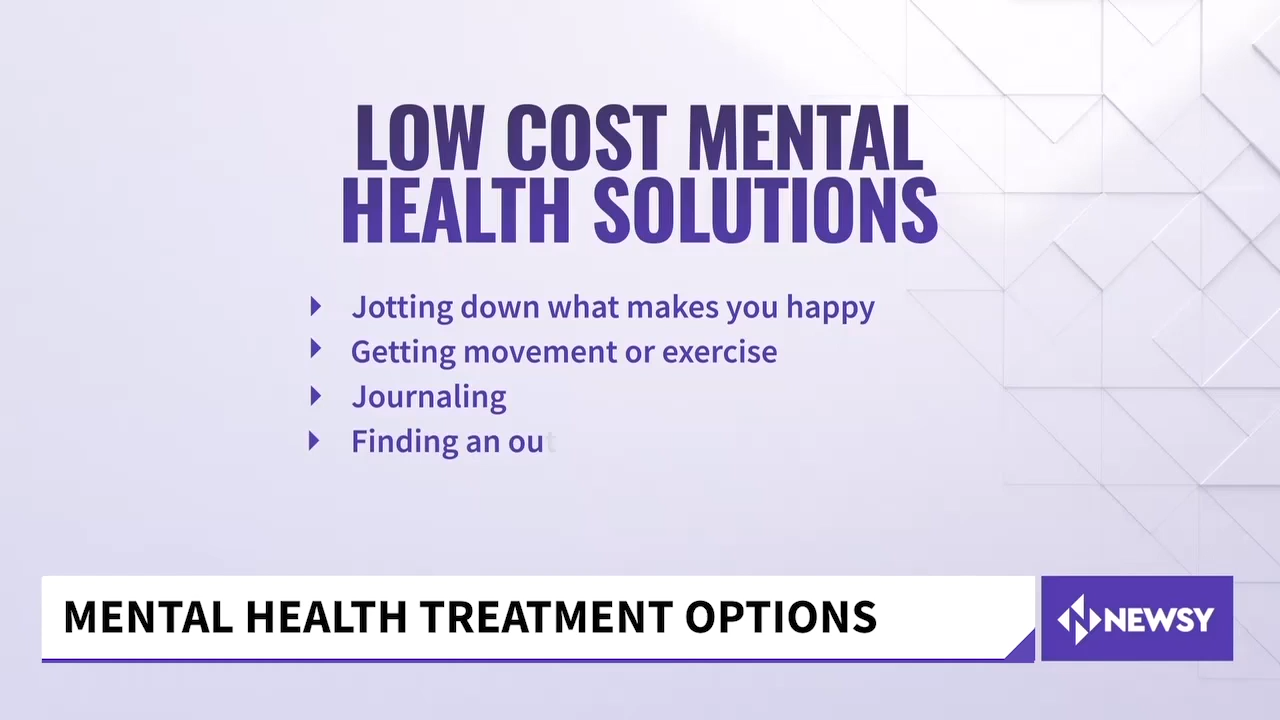 LOW COST MENTAL
HEALTH SOLUTIONS
Jotting down what makes you happy
Getting movement or exercise
Journaling
Finding an out
MENTAL HEALTH TREATMENT OPTIONS
NEWSY